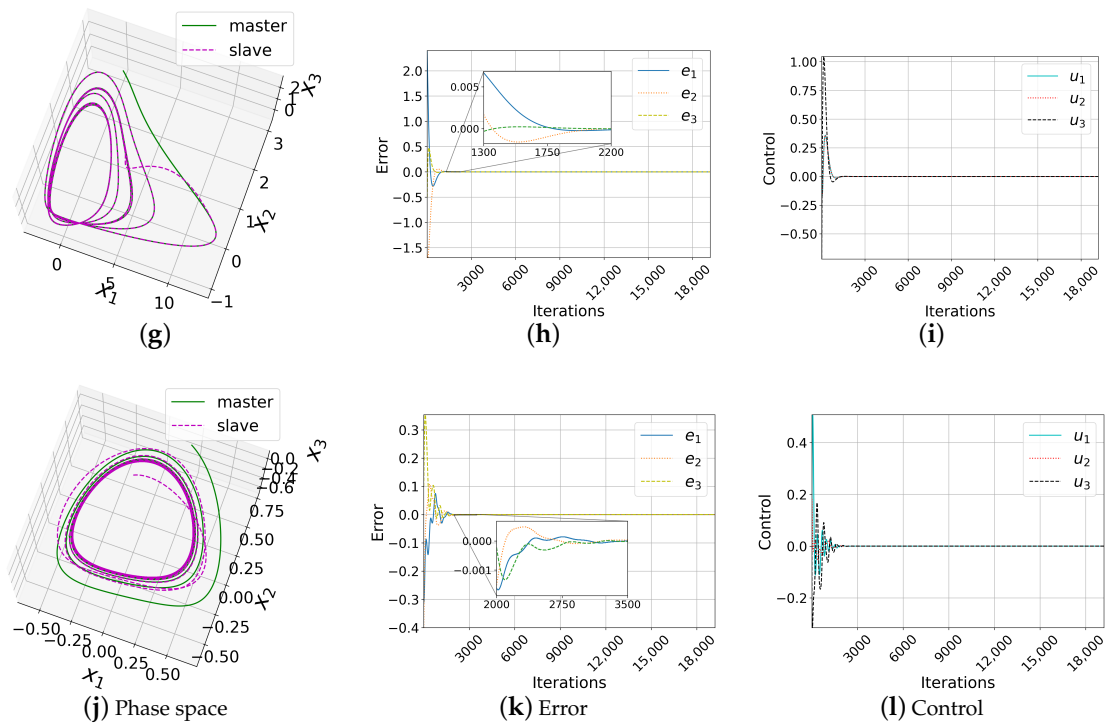 master
slave
2
1
0
x3
3
2
1
0
−1
x2
0
5
10
x1
(g)
2.0
1.5
1.0
0.5
0.0
−0.5
−1.0
−1.5
Error
e1
e2
e3
0.005
0.000
1300 1750 2200
3000 6000 9000 12,000 15,000 18,000
Iterations
(h)
1.00
0.75
0.50
0.25
0.00
−0.25
−0.50
Control
u1
u2
u3
3000 6000 9000 12,000 15,000 18,000
Iterations
(i)
master
slave
0.0
−0.2
−0.4
−0.6
x3
0.50
0.25
0.00
−0.25
−0.50
x2
−0.50
−0.25
0.00
0.25
0.50
x1
(j) Phase space
0.3
0.2
0.1
0.0
−0.1
−0.2
−0.3
−0.4
Error
e1
e2
e3
0.000
−0.001
2000 2750 3500
3000 6000 9000 12,000 15,000 18,000
Iterations
(k) Error
0.4
0.2
0.0
−0.2
Control
u1
u2
u3
3000 6000 9000 12,000 15,000 18,000
Iterations
(l) Control